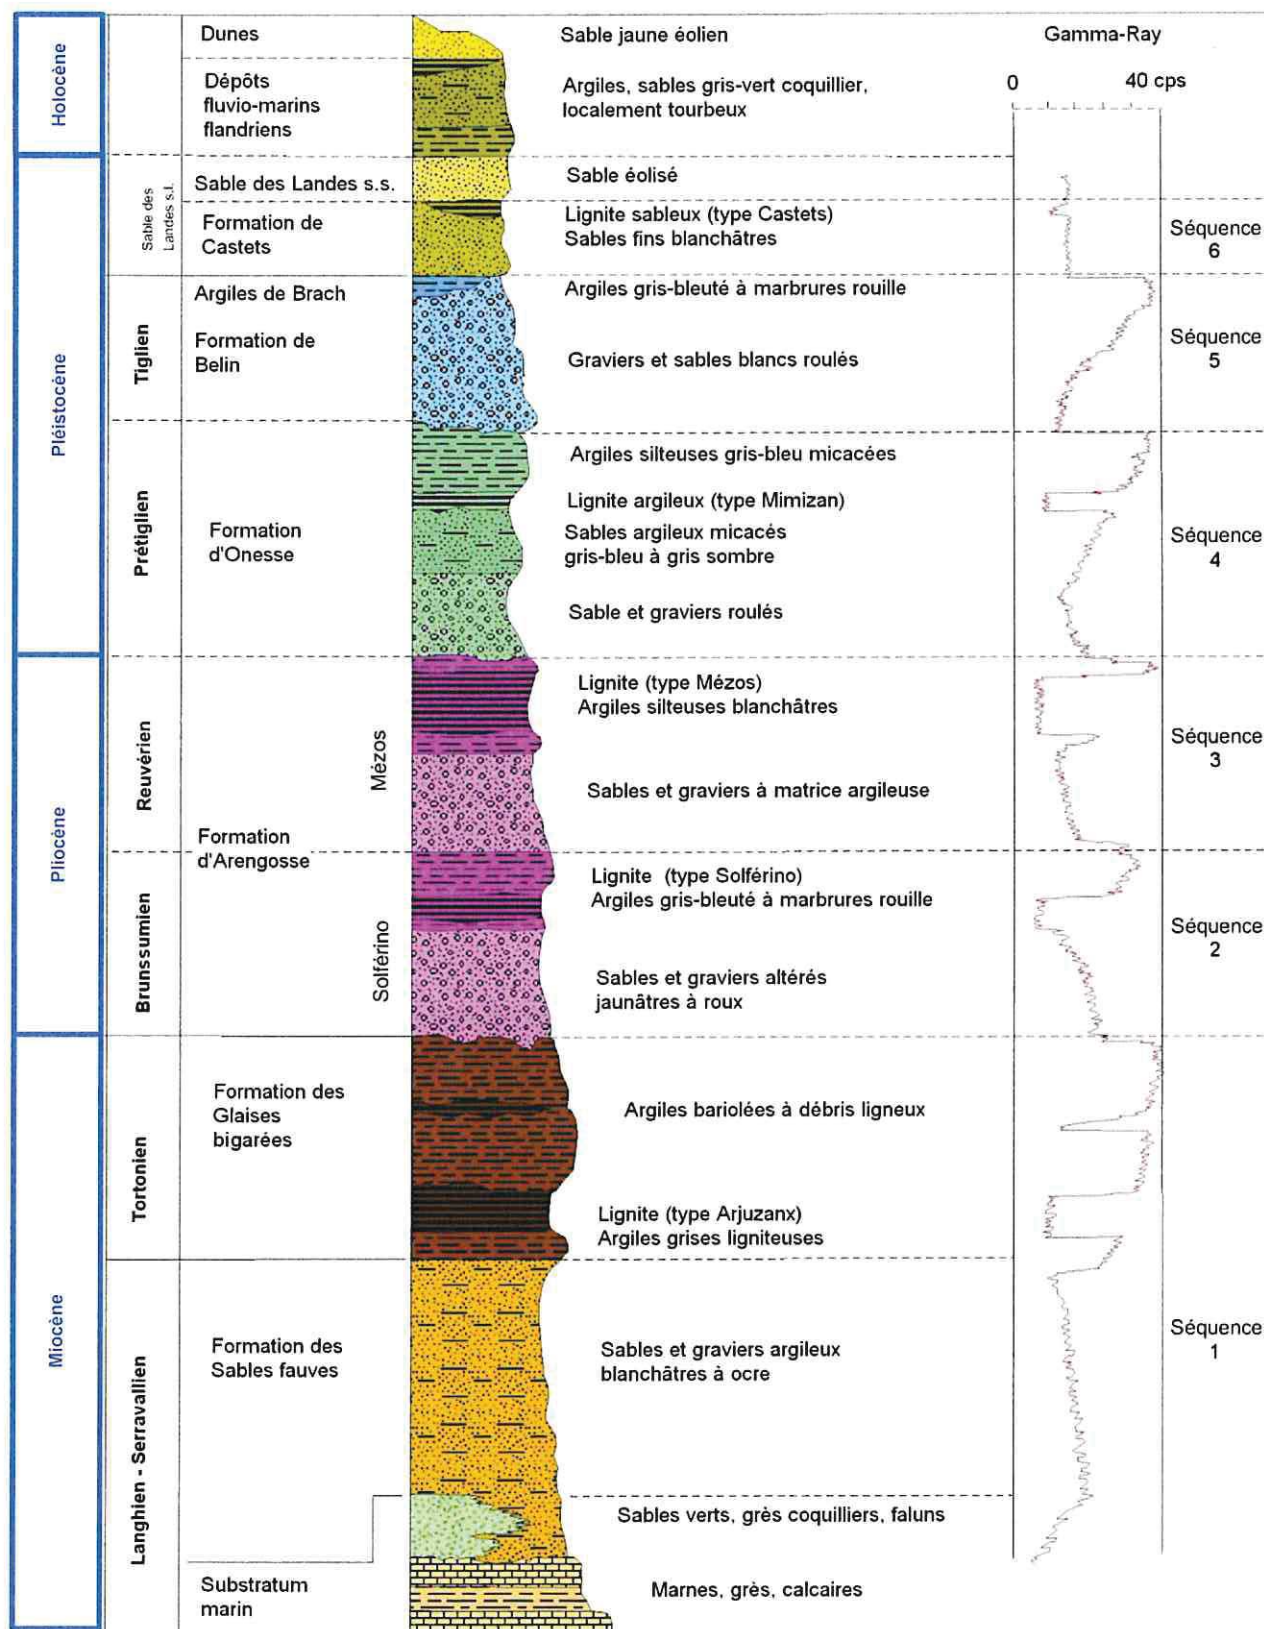 Holocène
Pléistocène
Pliocène
Miocène
Sable des
Landes s.l.
Tiglien
Prétiglien
Reuvérien
Brunssumien
Tortonien
Langhien - Serravallien
Dunes
Dépôts
fluvio-marins
flandriens
Sable des Landes s.s.
Formation de
Castets
Argiles de Brach
Formation de
Belin
Formation
d'Onesse
Mézos
Formation
d'Arengosse
Solférino
Formation des
Glaises
bigarées
Formation des
Sables fauves
Substratum
marin
Sable jaune éolien
Argiles, sables gris-vert coquillier,
localement tourbeux
Sable éolisé
Lignite sableux (type Castets)
Sables fins blanchâtres
Argiles gris-bleuté à marbrures rouille
Graviers et sables blancs roulés
Argiles silteuses gris-bleu micacées
Lignite argileux (type Mimizan)
Sables argileux micacés
gris-bleu à gris sombre
Sable et graviers roulés
Lignite (type Mézos)
Argiles silteuses blanchâtres
Sables et graviers à matrice argileuse
Lignite (type Solférino)
Argiles gris-bleuté à marbrures rouille
Sables et graviers altérés
jaunâtres à roux
Argiles bariolées à débris ligneux
Lignite (type Arjuzanx)
Argiles grises ligniteuses
Sables et graviers argileux
blanchâtres à ocre
Sables verts, grès coquilliers, faluns
Marnes, grès, calcaires
Gamma-Ray
0 40 cps
Séquence
6
Séquence
5
Séquence
4
Séquence
3
Séquence
2
Séquence
1